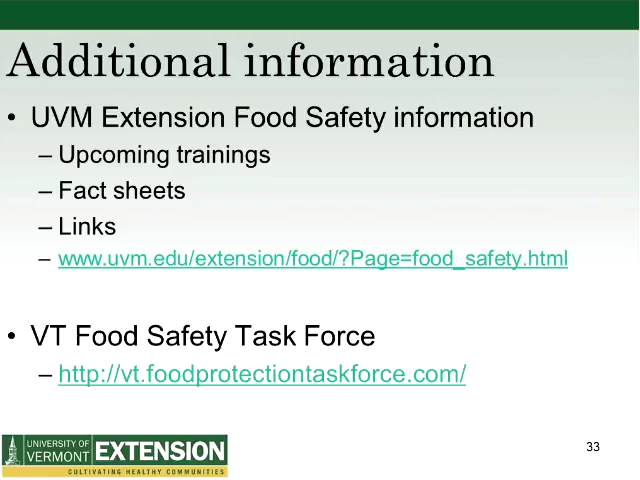 Additional information
• UVM Extension Food Safety information
– Upcoming trainings
– Fact sheets
– Links
– www.uvm.edu/extension/food/?Page=food_safety.html
• VT Food Safety Task Force
– http://vt.foodprotectiontaskforce.com/
UNIVERSITY OF
VERMONT EXTENSION
CULTIVATING HEALTHY COMMUNITIES
33